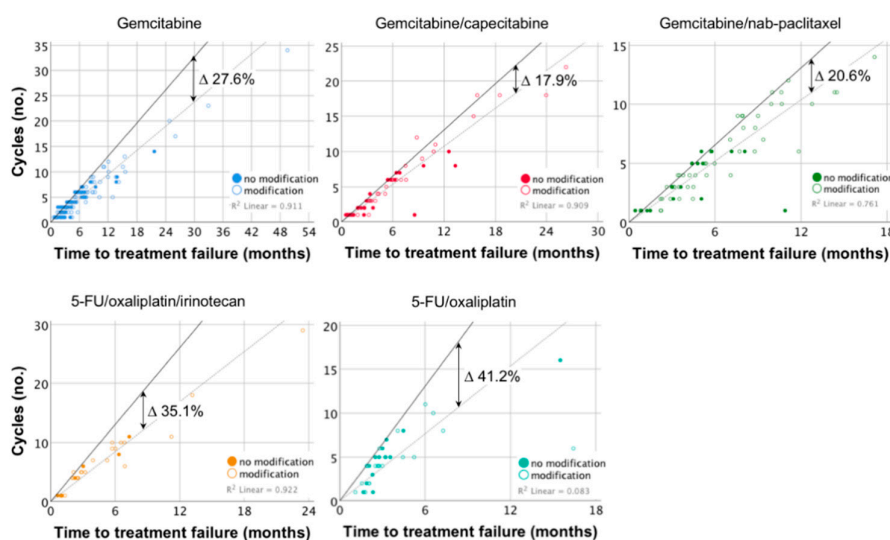 Gemcitabine
Gemcitabine/capecitabine
Gemcitabine/nab-paclitaxel
Cycles (no.)
35
30
25
20
15
10
5
0
Δ 27.6%
no modification
modification
R² Linear = 0.911
0 6 12 18 24 30 36 42 48 54
Time to treatment failure (months)
25
20
15
10
5
0
Δ 17.9%
no modification
modification
R² Linear = 0.909
0 6 12 18 24 30
Time to treatment failure (months)
15
10
5
0
Δ 20.6%
no modification
modification
R² Linear = 0.761
0 6 12 18
Time to treatment failure (months)
5-FU/oxaliplatin/irinotecan
5-FU/oxaliplatin
Cycles (no.)
30
20
10
0
Δ 35.1%
no modification
modification
R² Linear = 0.922
0 6 12 18 24
Time to treatment failure (months)
20
15
10
5
0
Δ 41.2%
no modification
modification
R² Linear = 0.083
0 6 12 18
Time to treatment failure (months)